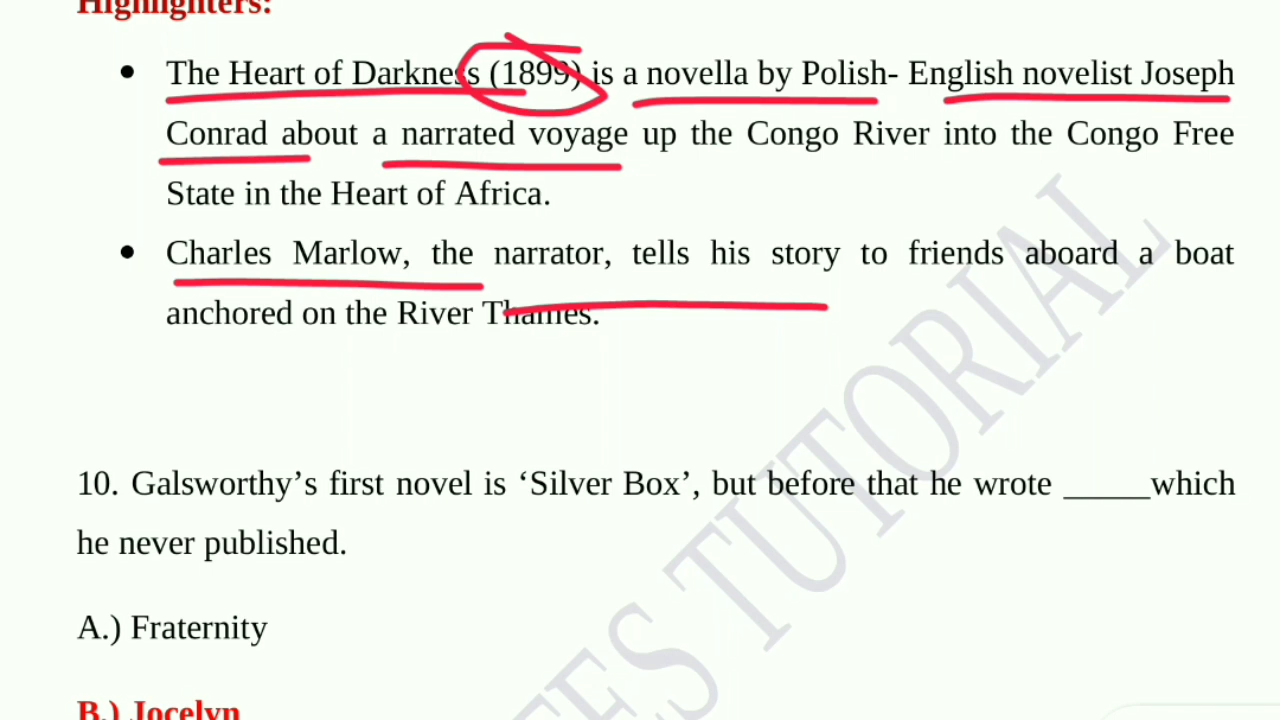 Highlighters:
• The Heart of Darkness (1899) is a novella by Polish- English novelist Joseph
Conrad about a narrated voyage up the Congo River into the Congo Free
State in the Heart of Africa.
• Charles Marlow, the narrator, tells his story to friends aboard a boat
anchored on the River Thames.
10. Galsworthy’s first novel is ‘Silver Box’, but before that he wrote _____which
he never published.
A.) Fraternity
B.) Jocelyn
TUTORIAL